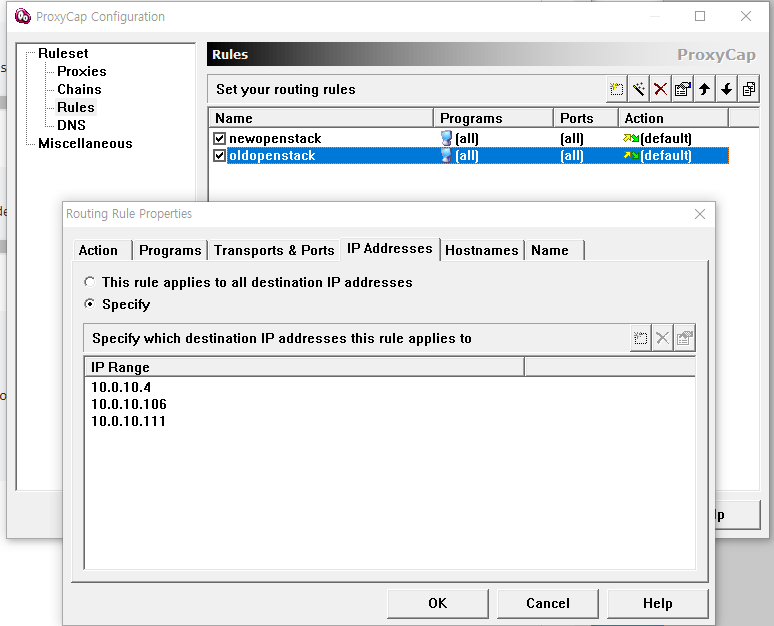 ProxyCap Configuration
Ruleset
Proxies
Chains
Rules
DNS
Miscellaneous
Rules
ProxyCap
Set your routing rules
Name Programs Ports Action
newopenstack (all) (all) (default)
oldopenstack (all) (all) (default)
Routing Rule Properties
Action Programs Transports & Ports IP Addresses Hostnames Name
This rule applies to all destination IP addresses
Specify
Specify which destination IP addresses this rule applies to
IP Range
10.0.10.4
10.0.10.106
10.0.10.111
OK Cancel Help